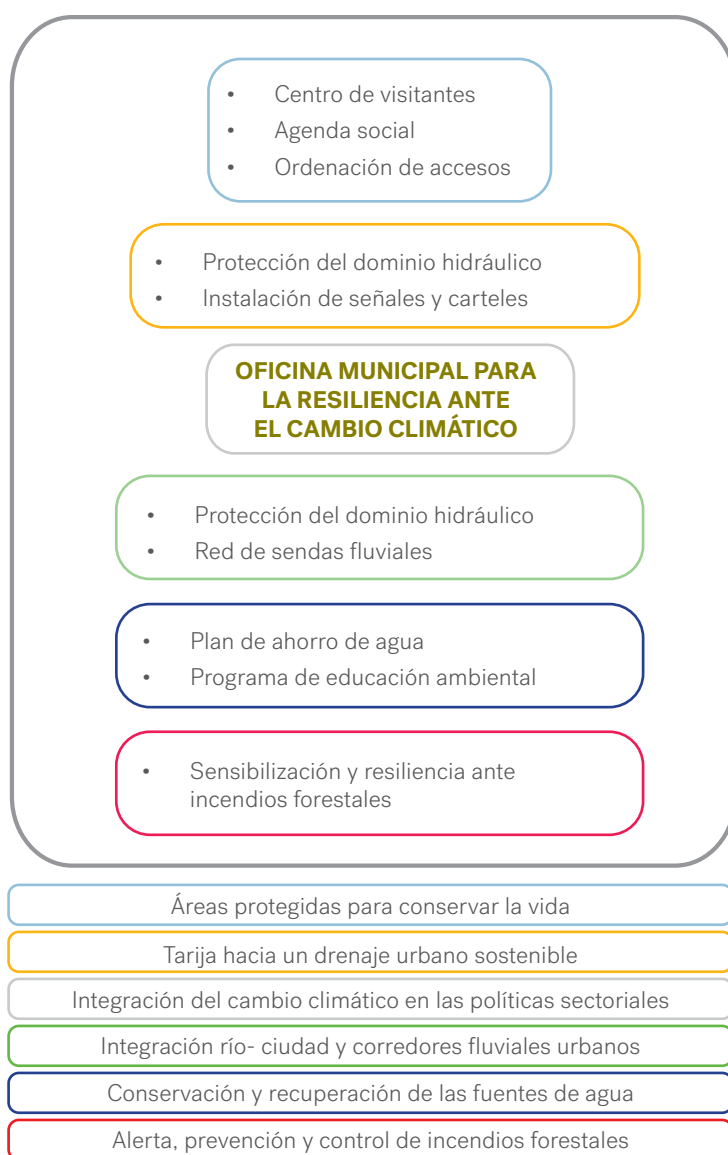 • Centro de visitantes
• Agenda social
• Ordenación de accesos
• Protección del dominio hidráulico
• Instalación de señales y carteles
OFICINA MUNICIPAL PARA
LA RESILIENCIA ANTE
EL CAMBIO CLIMÁTICO
• Protección del dominio hidráulico
• Red de sendas fluviales
• Plan de ahorro de agua
• Programa de educación ambiental
• Sensibilización y resiliencia ante
incendios forestales
Áreas protegidas para conservar la vida
Tarija hacia un drenaje urbano sostenible
Integración del cambio climático en las políticas sectoriales
Integración río- ciudad y corredores fluviales urbanos
Conservación y recuperación de las fuentes de agua
Alerta, prevención y control de incendios forestales